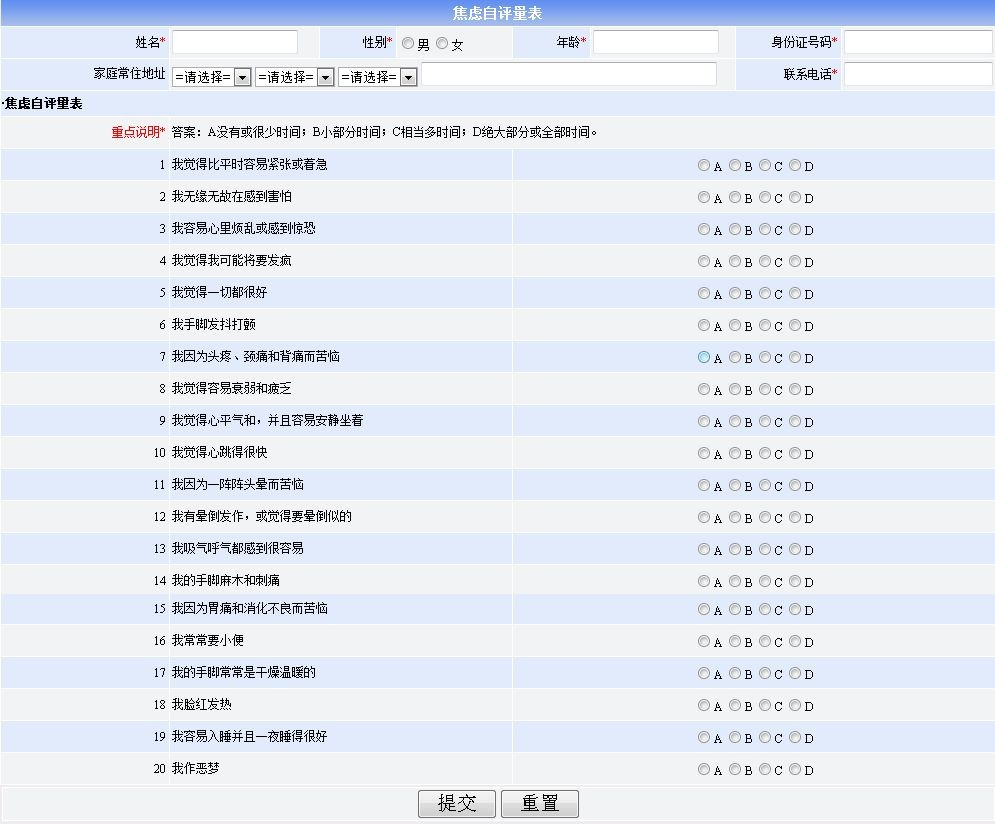 焦虑自评量表
姓名* 性别* 男 女 年龄* 身份证号码*
家庭常住地址 =请选择= =请选择= =请选择= 联系电话*
·焦虑自评量表
重点说明* 答案：A没有或很少时间；B小部分时间；C相当多时间；D绝大部分或全部时间。
1 我觉得比平时容易紧张或着急 A B C D
2 我无缘无故在感到害怕 A B C D
3 我容易心里烦乱或感到惊恐 A B C D
4 我觉得我可能将要发疯 A B C D
5 我觉得一切都很好 A B C D
6 我手脚发抖打颤 A B C D
7 我因为头疼、颈痛和背痛而苦恼 A B C D
8 我觉得容易衰弱和疲乏 A B C D
9 我觉得心平气和，并且容易安静坐着 A B C D
10 我觉得心跳得很快 A B C D
11 我因为一阵阵头晕而苦恼 A B C D
12 我有晕倒发作，或觉得要晕倒似的 A B C D
13 我吸气呼气都感到很容易 A B C D
14 我的手脚麻木和刺痛 A B C D
15 我因为胃痛和消化不良而苦恼 A B C D
16 我常常要小便 A B C D
17 我的手脚常常是干燥温暖的 A B C D
18 我脸红发热 A B C D
19 我容易入睡并且一夜睡得很好 A B C D
20 我作恶梦 A B C D
提交 重置